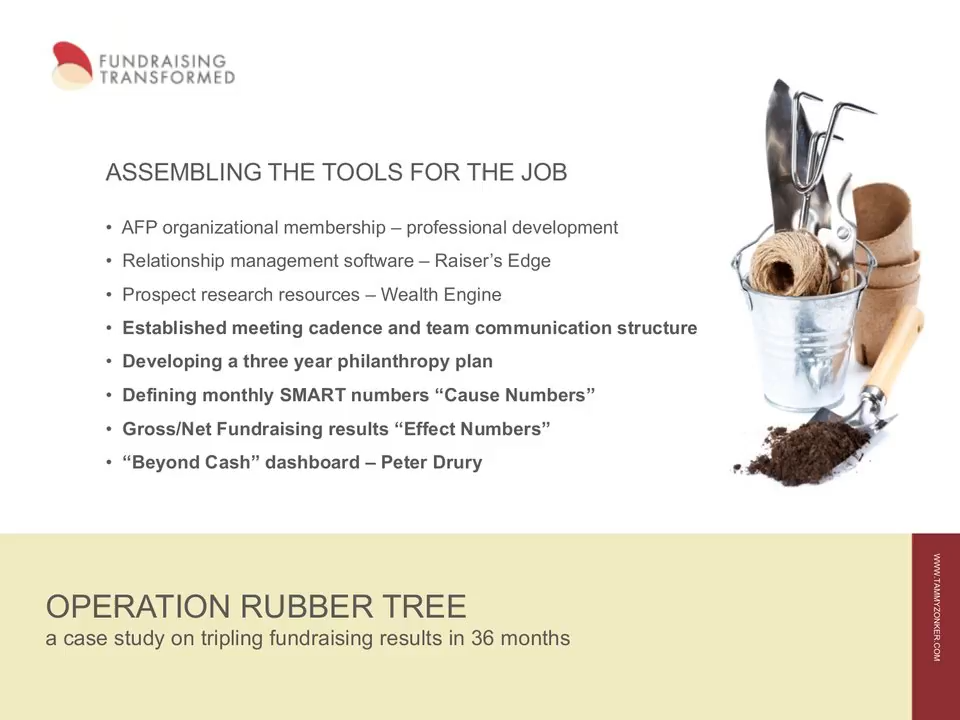 FUNDRAISING
TRANSFORMED
ASSEMBLING THE TOOLS FOR THE JOB
• AFP organizational membership – professional development
• Relationship management software – Raiser’s Edge
• Prospect research resources – Wealth Engine
• Established meeting cadence and team communication structure
• Developing a three year philanthropy plan
• Defining monthly SMART numbers “Cause Numbers”
• Gross/Net Fundraising results “Effect Numbers”
• “Beyond Cash” dashboard – Peter Drury
OPERATION RUBBER TREE
a case study on tripling fundraising results in 36 months
WWW.TAMMYZONKER.COM